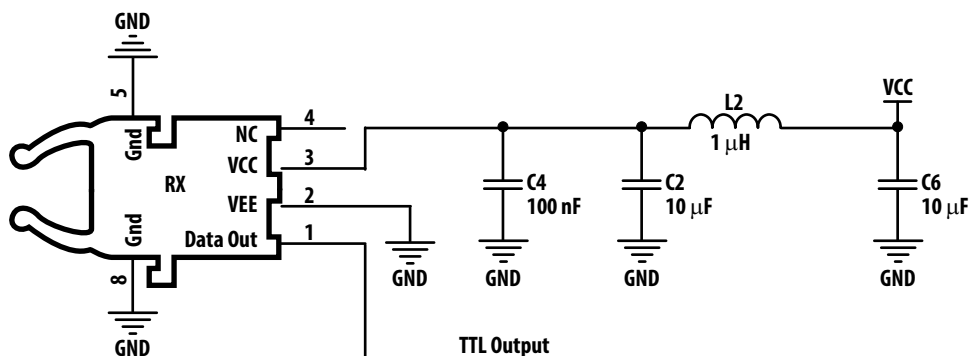 GND
5
Gnd
NC
4
VCC
3
RX
VEE
2
Gnd
Data Out
1
8
GND
GND
C4
100 nF
GND
C2
10 μF
GND
L2
1 μH
VCC
C6
10 μF
GND
TTL Output